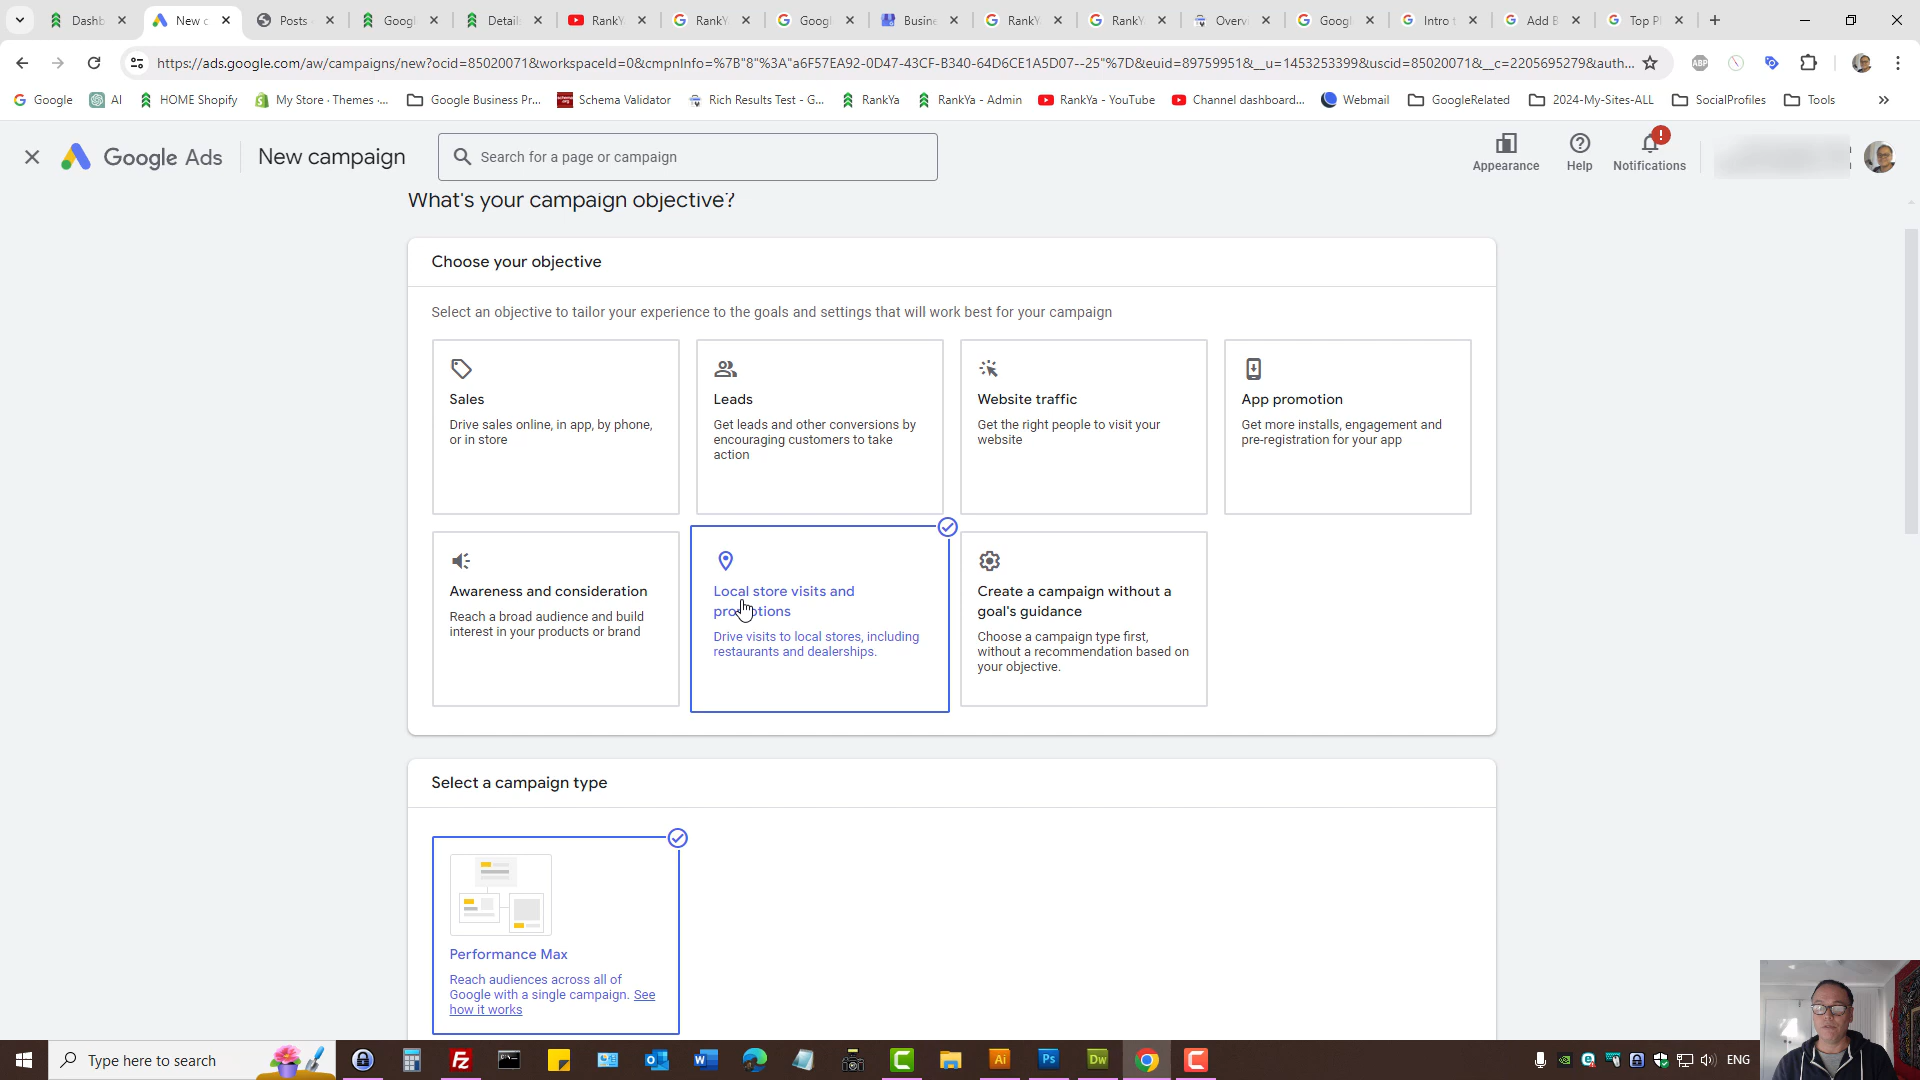 Dashb
New c
Posts -
Googl
Detail
RankY
RankY
Googl
Busine
RankY
RankY
Overvi
Googl
Intro t
Add B
Top P
https://ads.google.com/aw/campaigns/new?ocid=85020071&workspaceId=0&cmpnInfo=%7B"8"%3A"a6F57EA92-0D47-43CF-B340-64D6CE1A5D07--25"%7D&euid=89759951&__u=1453253399&uscid=85020071&__c=2205695279&auth...
ABP
Google
AI
HOME Shopify
My Store · Themes ·...
Google Business Pr...
Schema Validator
Rich Results Test - G...
RankYa
RankYa - Admin
RankYa - YouTube
Channel dashboard...
Webmail
GoogleRelated
2024-My-Sites-ALL
SocialProfiles
Tools
»
Google Ads
New campaign
Search for a page or campaign
Appearance
Help
!
Notifications
What's your campaign objective?
Choose your objective
Select an objective to tailor your experience to the goals and settings that will work best for your campaign
Sales
Drive sales online, in app, by phone,
or in store
Leads
Get leads and other conversions by
encouraging customers to take
action
Website traffic
Get the right people to visit your
website
App promotion
Get more installs, engagement and
pre-registration for your app
Awareness and consideration
Reach a broad audience and build
interest in your products or brand
Local store visits and
promotions
Drive visits to local stores, including
restaurants and dealerships.
Create a campaign without a
goal's guidance
Choose a campaign type first,
without a recommendation based on
your objective.
Select a campaign type
Performance Max
Reach audiences across all of
Google with a single campaign. See
how it works
Type here to search
Fz
Ai
Ps
Dw
ENG